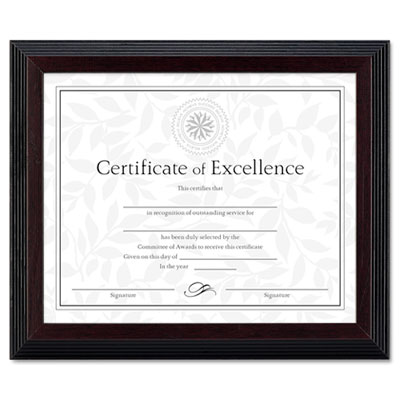 Certificate of Excellence
This certifies that
in recognition of outstanding service for
has been duly selected by the
Committee of Awards to receive this certificate
Given on this day of
In the year
Signature Signature